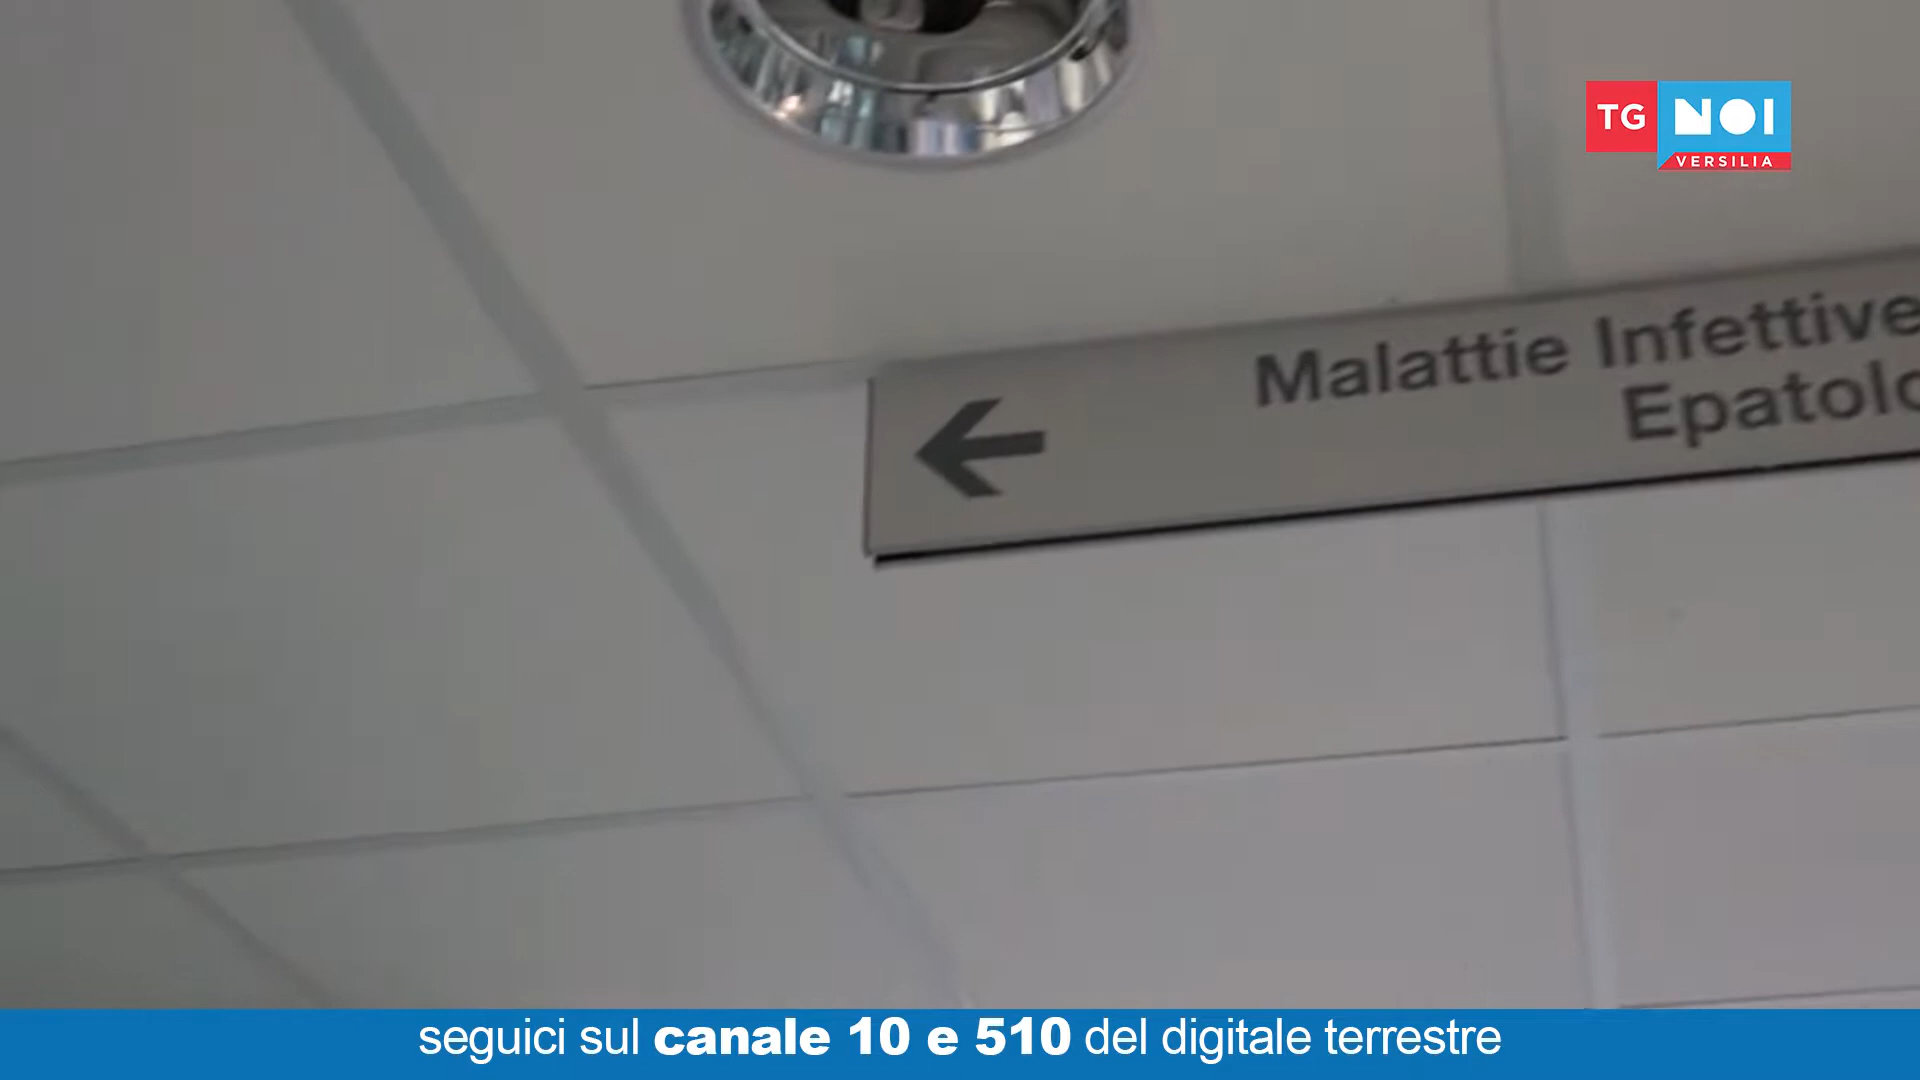 TG NOI
VERSILIA
Malattie Infettive
seguici sul canale 10 e 510 del digitale terrestre